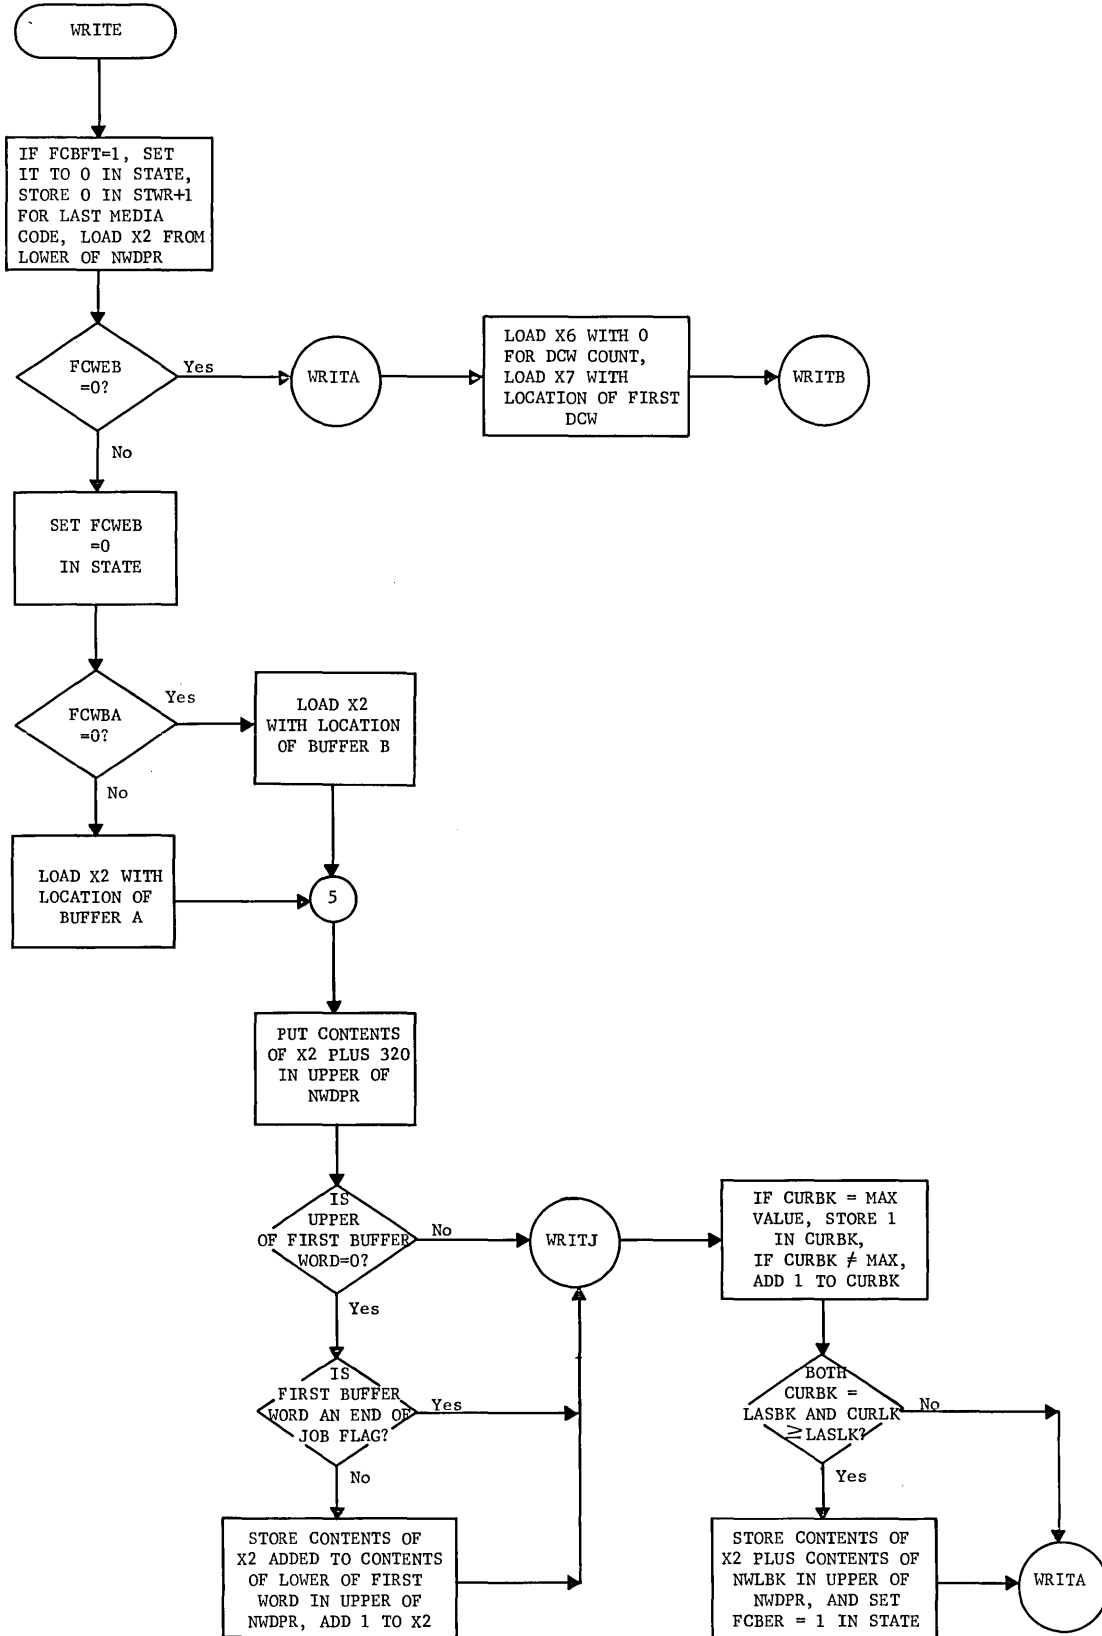 WRITE
IF FCBFT=1, SET
IT TO 0 IN STATE,
STORE 0 IN STWR+1
FOR LAST MEDIA
CODE, LOAD X2 FROM
LOWER OF NWDPR
FCWEB
=0?
Yes
WRITA
LOAD X6 WITH 0
FOR DCW COUNT,
LOAD X7 WITH
LOCATION OF FIRST
DCW
WRITB
No
SET FCWEB
=0
IN STATE
FCWBA
=0?
Yes
LOAD X2
WITH LOCATION
OF BUFFER B
No
LOAD X2 WITH
LOCATION OF
BUFFER A
5
PUT CONTENTS
OF X2 PLUS 320
IN UPPER OF
NWDPR
IS
UPPER
OF FIRST BUFFER
WORD=0?
No
WRITJ
IF CURBK = MAX
VALUE, STORE 1
IN CURBK,
IF CURBK ≠ MAX,
ADD 1 TO CURBK
Yes
IS
FIRST BUFFER
WORD AN END OF
JOB FLAG?
Yes
BOTH
CURBK =
LASBK AND CURLK
≥ LASLK?
No
No
Yes
STORE CONTENTS OF
X2 ADDED TO CONTENTS
OF LOWER OF FIRST
WORD IN UPPER OF
NWDPR, ADD 1 TO X2
STORE CONTENTS OF
X2 PLUS CONTENTS OF
NWLBK IN UPPER OF
NWDPR, AND SET
FCBER = 1 IN STATE
WRITA